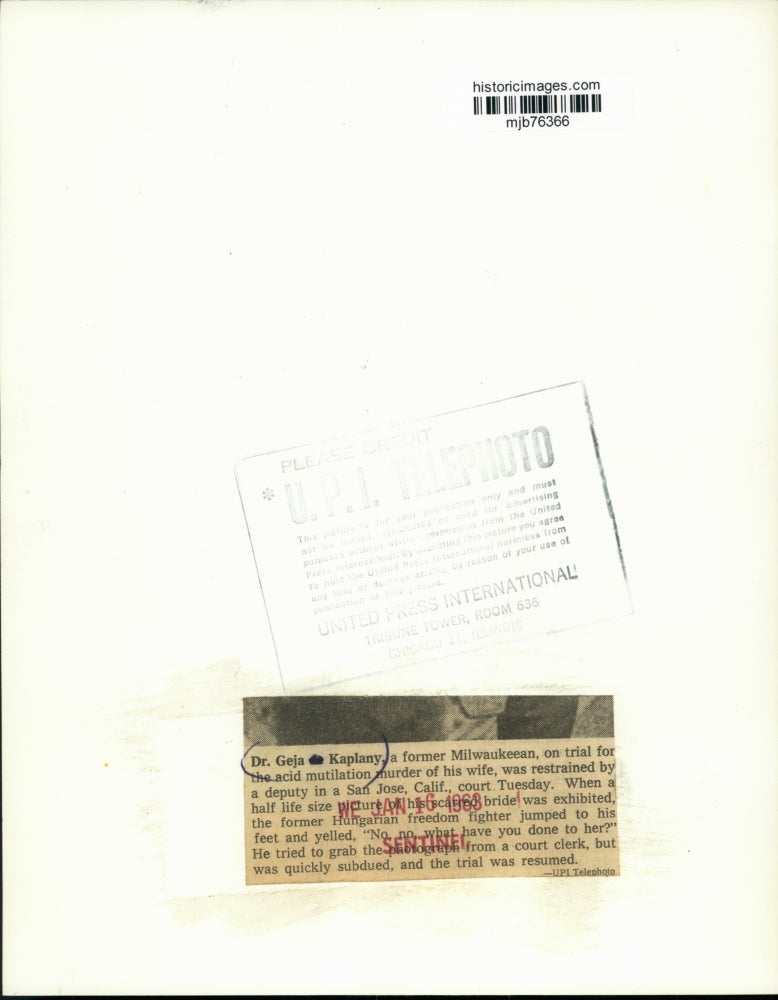 historicimages.com
mjb76366
PLEASE CREDIT
* U. P. I. TELEPHOTO
This picture is for your publication only and must
not be loaned, syndicated or used for advertising
purposes without written permission from the United
Press International. By accepting this picture you agree
to hold the United Press International harmless from
any loss or damage arising by reason of your use of
publication of this picture.
UNITED PRESS INTERNATIONAL
TRIBUNE TOWER, ROOM 636
CHICAGO 11, ILLINOIS
Dr. Geja de Kaplany, a former Milwaukeean, on trial for
the acid mutilation murder of his wife, was restrained by
a deputy in a San Jose, Calif., court Tuesday. When a
half life size picture of his scarred bride was exhibited,
WE JAN 16 1963
the former Hungarian freedom fighter jumped to his
feet and yelled, “No, no, what have you done to her?”
SENTINEL
He tried to grab the photograph from a court clerk, but
was quickly subdued, and the trial was resumed.
—UPI Telephoto